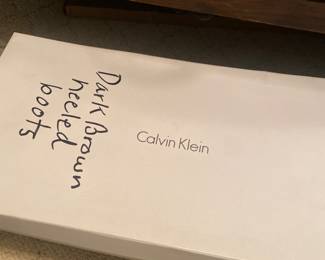 Dark Brown
heeled
boots
Calvin Klein